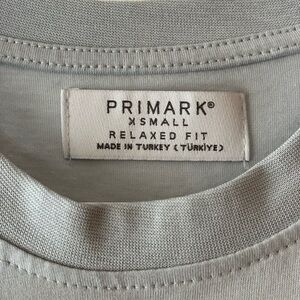 PRIMARK®
XSMALL
RELAXED FIT
MADE IN TURKEY (TÜRKİYE)